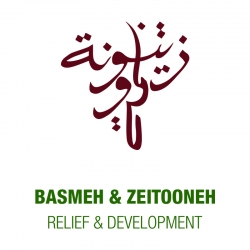 زيتونة
BASMEH & ZEITOONEH
RELIEF & DEVELOPMENT